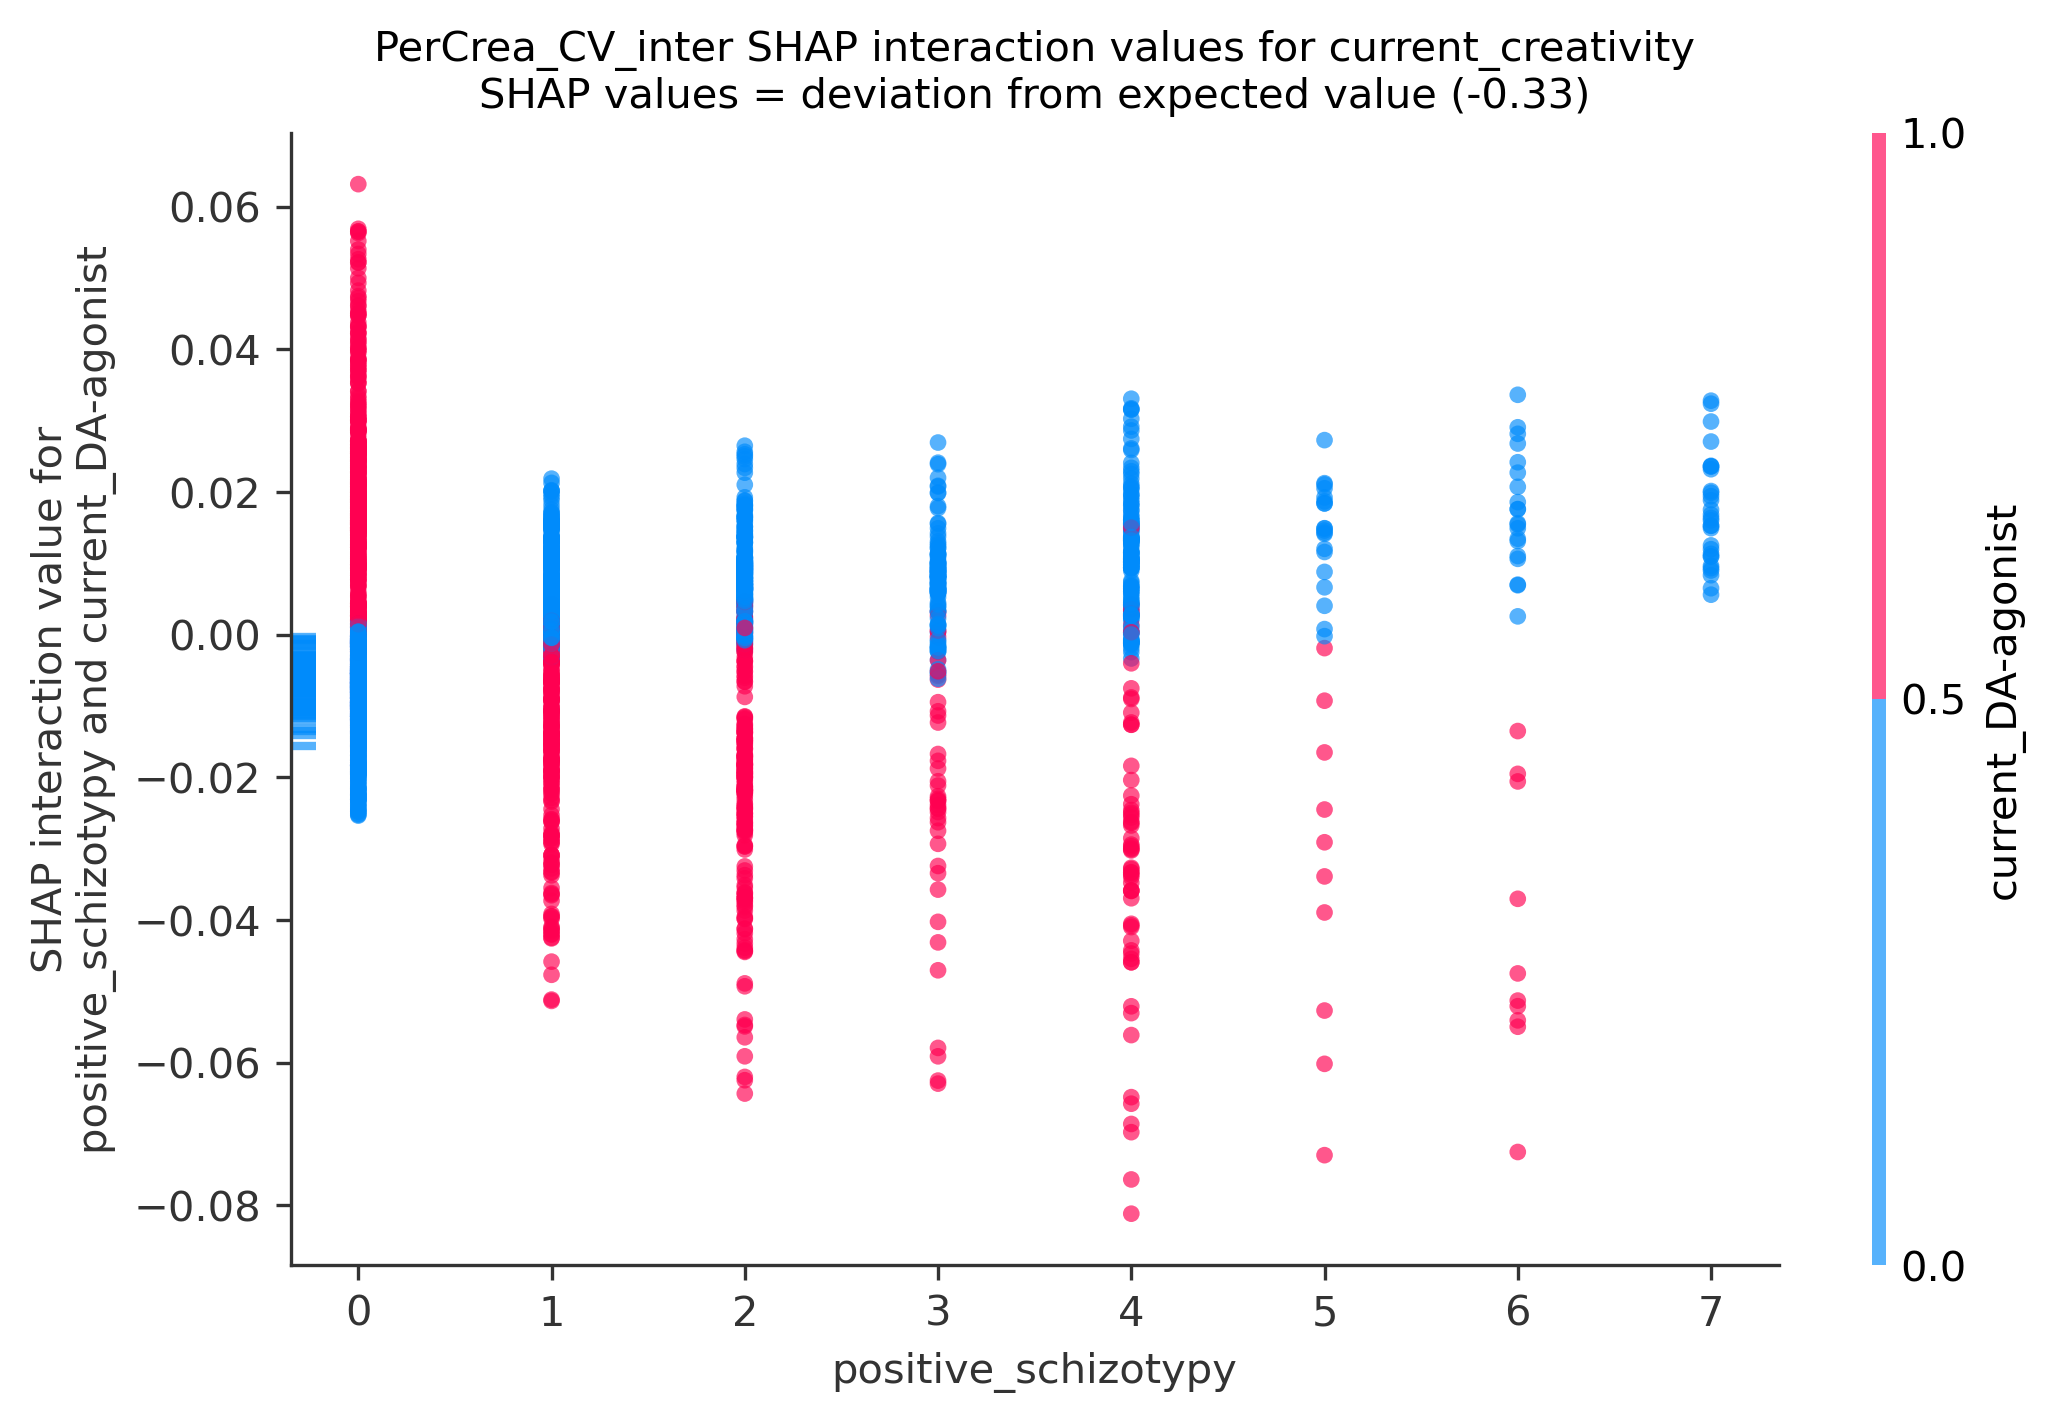 PerCrea_CV_inter SHAP interaction values for current_creativity
SHAP values = deviation from expected value (-0.33)
SHAP interaction value for
positive_schizotypy and current_DA-agonist
0.06
0.04
0.02
0.00
−0.02
−0.04
−0.06
−0.08
0 1 2 3 4 5 6 7
positive_schizotypy
1.0
0.5
0.0
current_DA-agonist